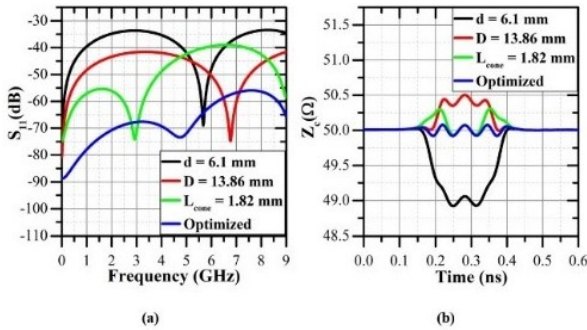 (a)
-30
-40
-50
-60
-70
-80
-90
-100
-110
S11(dB)
0 1 2 3 4 5 6 7 8 9
Frequency (GHz)
d = 6.1 mm
D = 13.86 mm
Lcone = 1.82 mm
Optimized
(a)
(b)
51.5
51.0
50.5
50.0
49.5
49.0
48.5
Zc(Ω)
0.0 0.1 0.2 0.3 0.4 0.5 0.6
Time (ns)
d = 6.1 mm
D = 13.86 mm
Lcone = 1.82 mm
Optimized
(b)